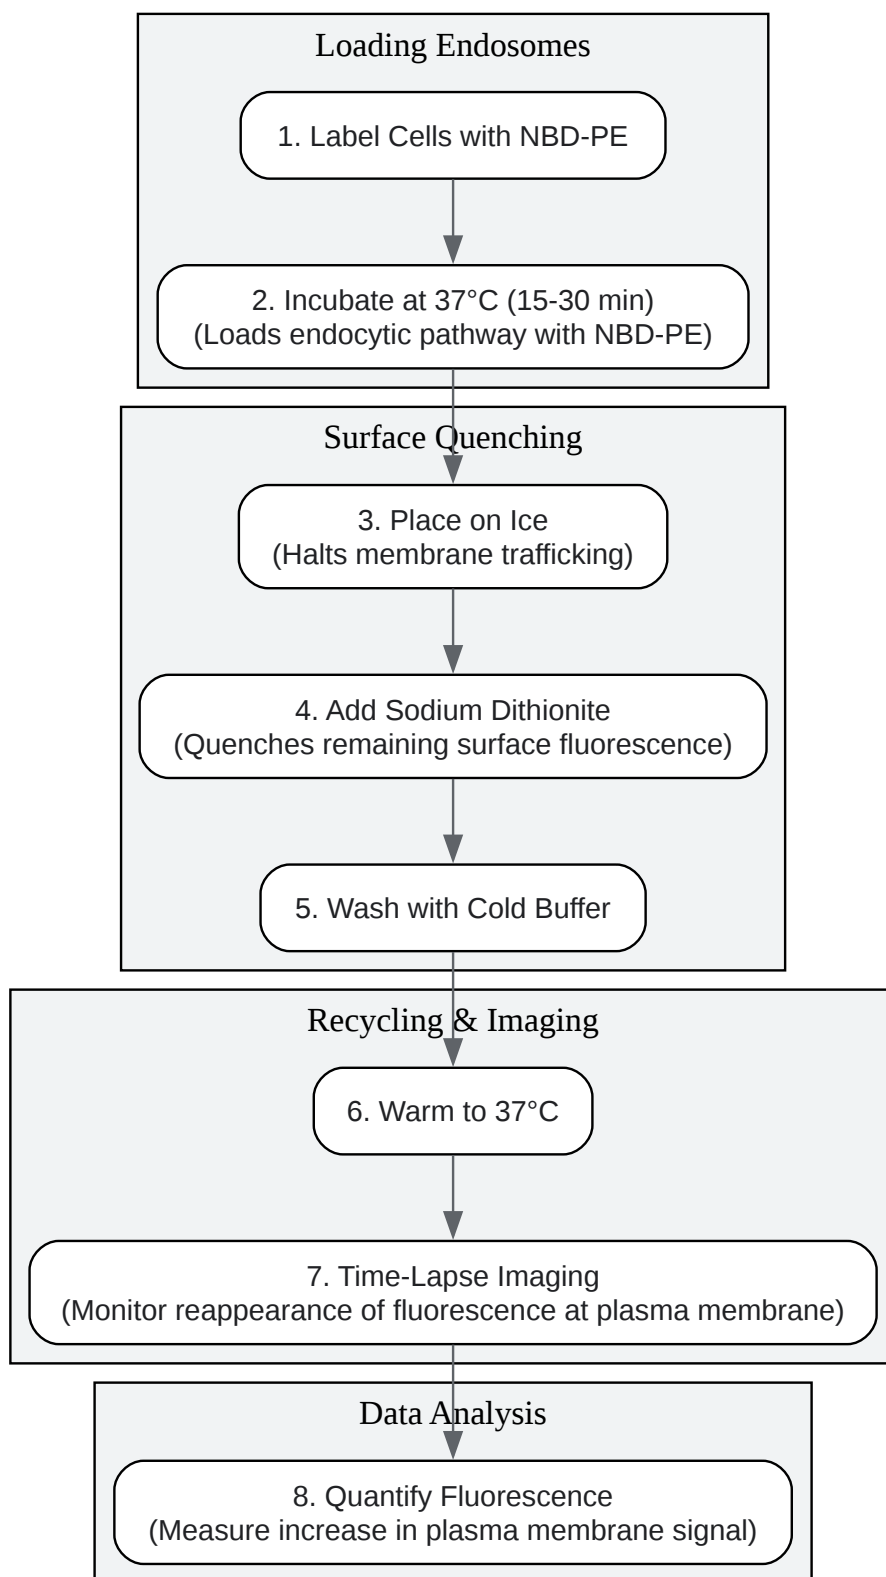 Loading Endosomes
1. Label Cells with NBD-PE
2. Incubate at 37°C (15-30 min)
(Loads endocytic pathway with NBD-PE)
Surface Quenching
3. Place on Ice
(Halts membrane trafficking)
4. Add Sodium Dithionite
(Quenches remaining surface fluorescence)
5. Wash with Cold Buffer
Recycling & Imaging
6. Warm to 37°C
7. Time-Lapse Imaging
(Monitor reappearance of fluorescence at plasma membrane)
Data Analysis
8. Quantify Fluorescence
(Measure increase in plasma membrane signal)